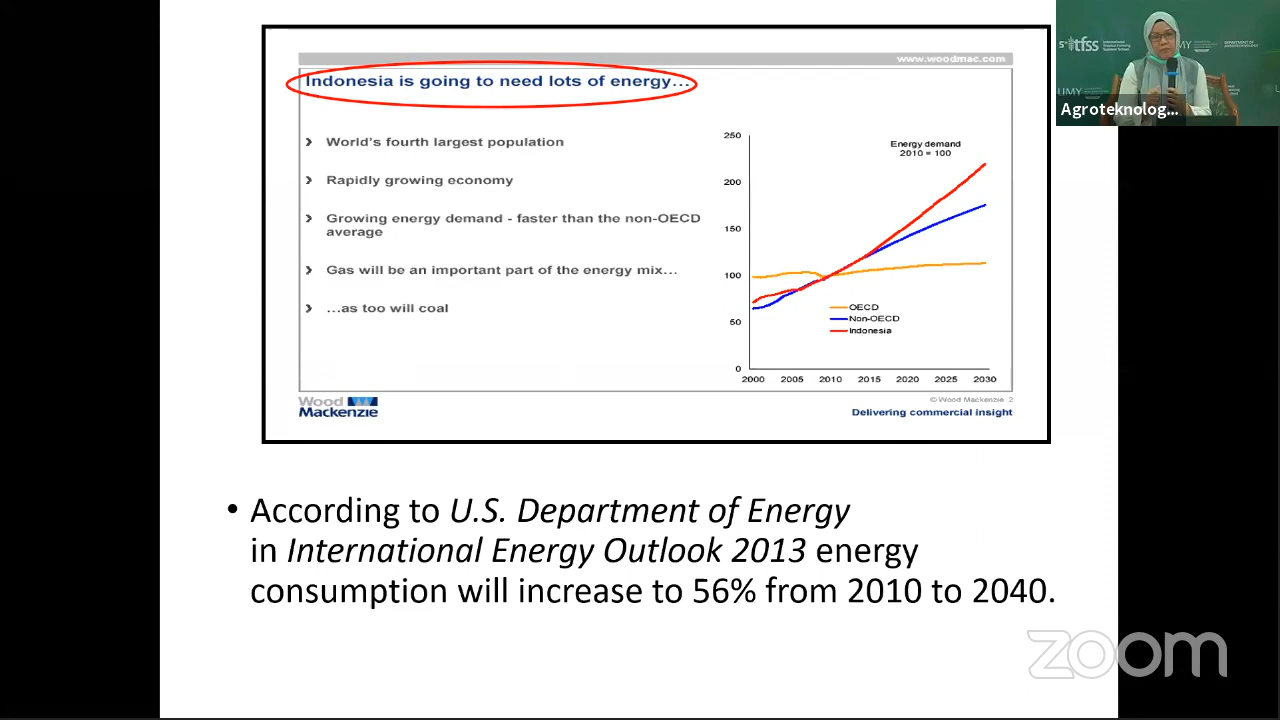 www.woodmac.com
Indonesia is going to need lots of energy…
› World's fourth largest population
› Rapidly growing economy
› Growing energy demand - faster than the non-OECD
average
› Gas will be an important part of the energy mix…
› …as too will coal
Energy demand
2010 = 100
250
200
150
100
50
0
OECD
Non-OECD
Indonesia
2000 2005 2010 2015 2020 2025 2030
Wood
Mackenzie
© Wood Mackenzie 2
Delivering commercial insight
• According to U.S. Department of Energy
in International Energy Outlook 2013 energy
consumption will increase to 56% from 2010 to 2040.
tfss
UMY
UMY
Agroteknolog...
zoom